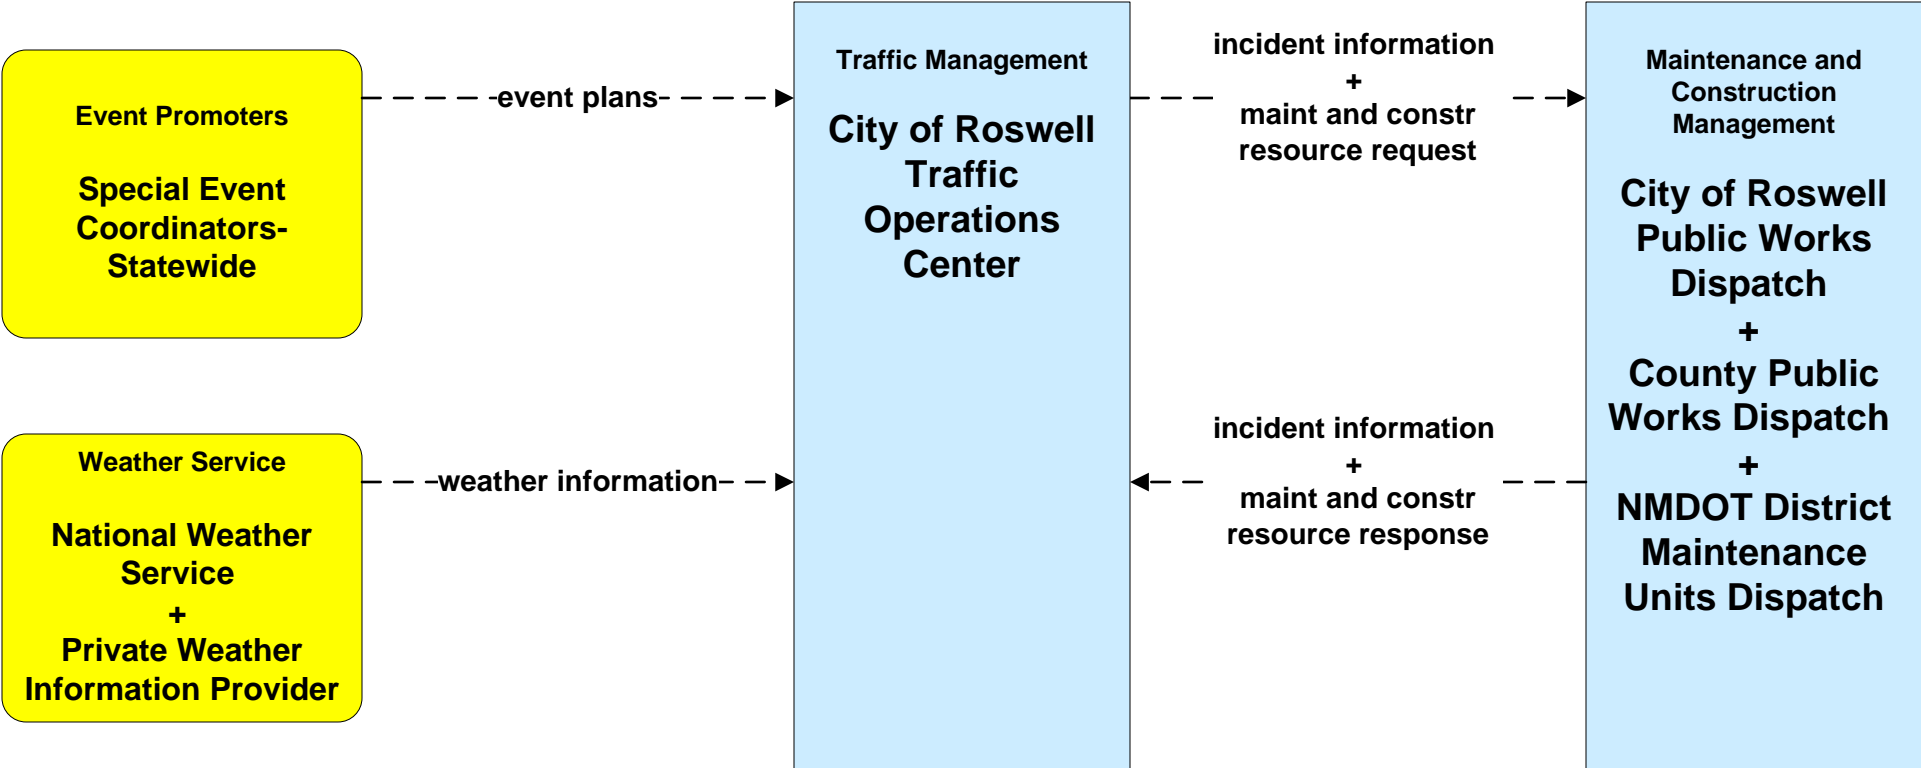 Event Promoters
Special Event
Coordinators-
Statewide
event plans
Weather Service
National Weather
Service
+
Private Weather
Information Provider
weather information
Traffic Management
City of Roswell
Traffic
Operations
Center
incident information
+
maint and constr
resource request
incident information
+
maint and constr
resource response
Maintenance and
Construction
Management
City of Roswell
Public Works
Dispatch
+
County Public
Works Dispatch
+
NMDOT District
Maintenance
Units Dispatch